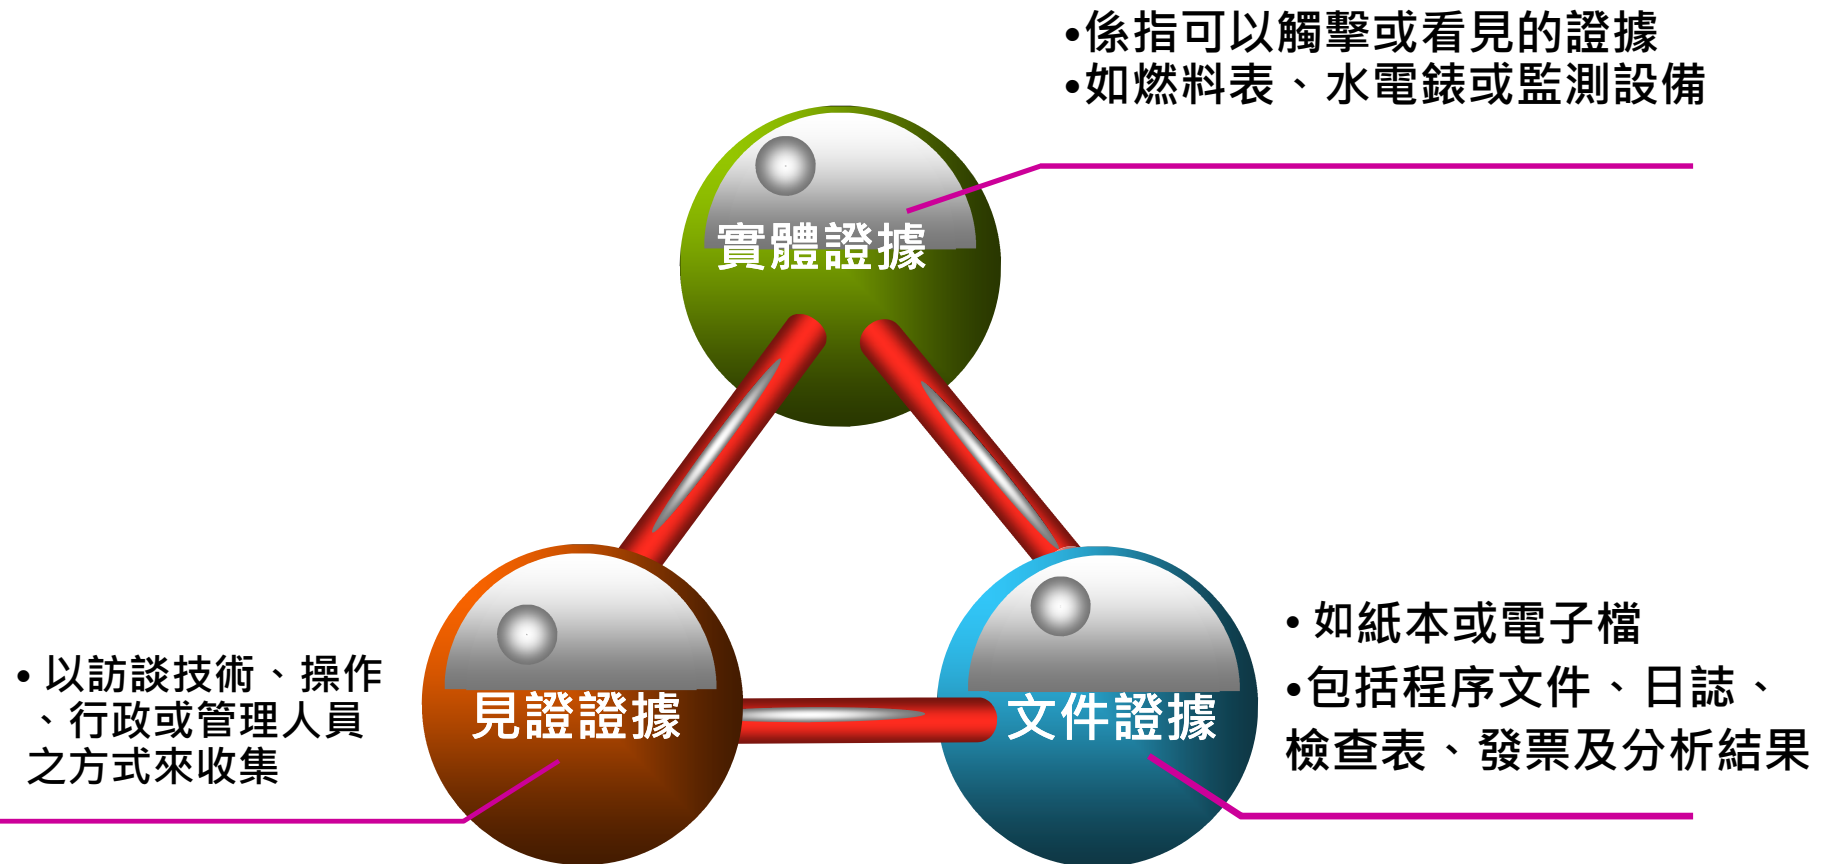 •係指可以觸擊或看見的證據
•如燃料表、水電錶或監測設備
實體證據
見證證據
文件證據
• 以訪談技術、操作
、行政或管理人員
之方式來收集
• 如紙本或電子檔
•包括程序文件、日誌、
檢查表、發票及分析結果